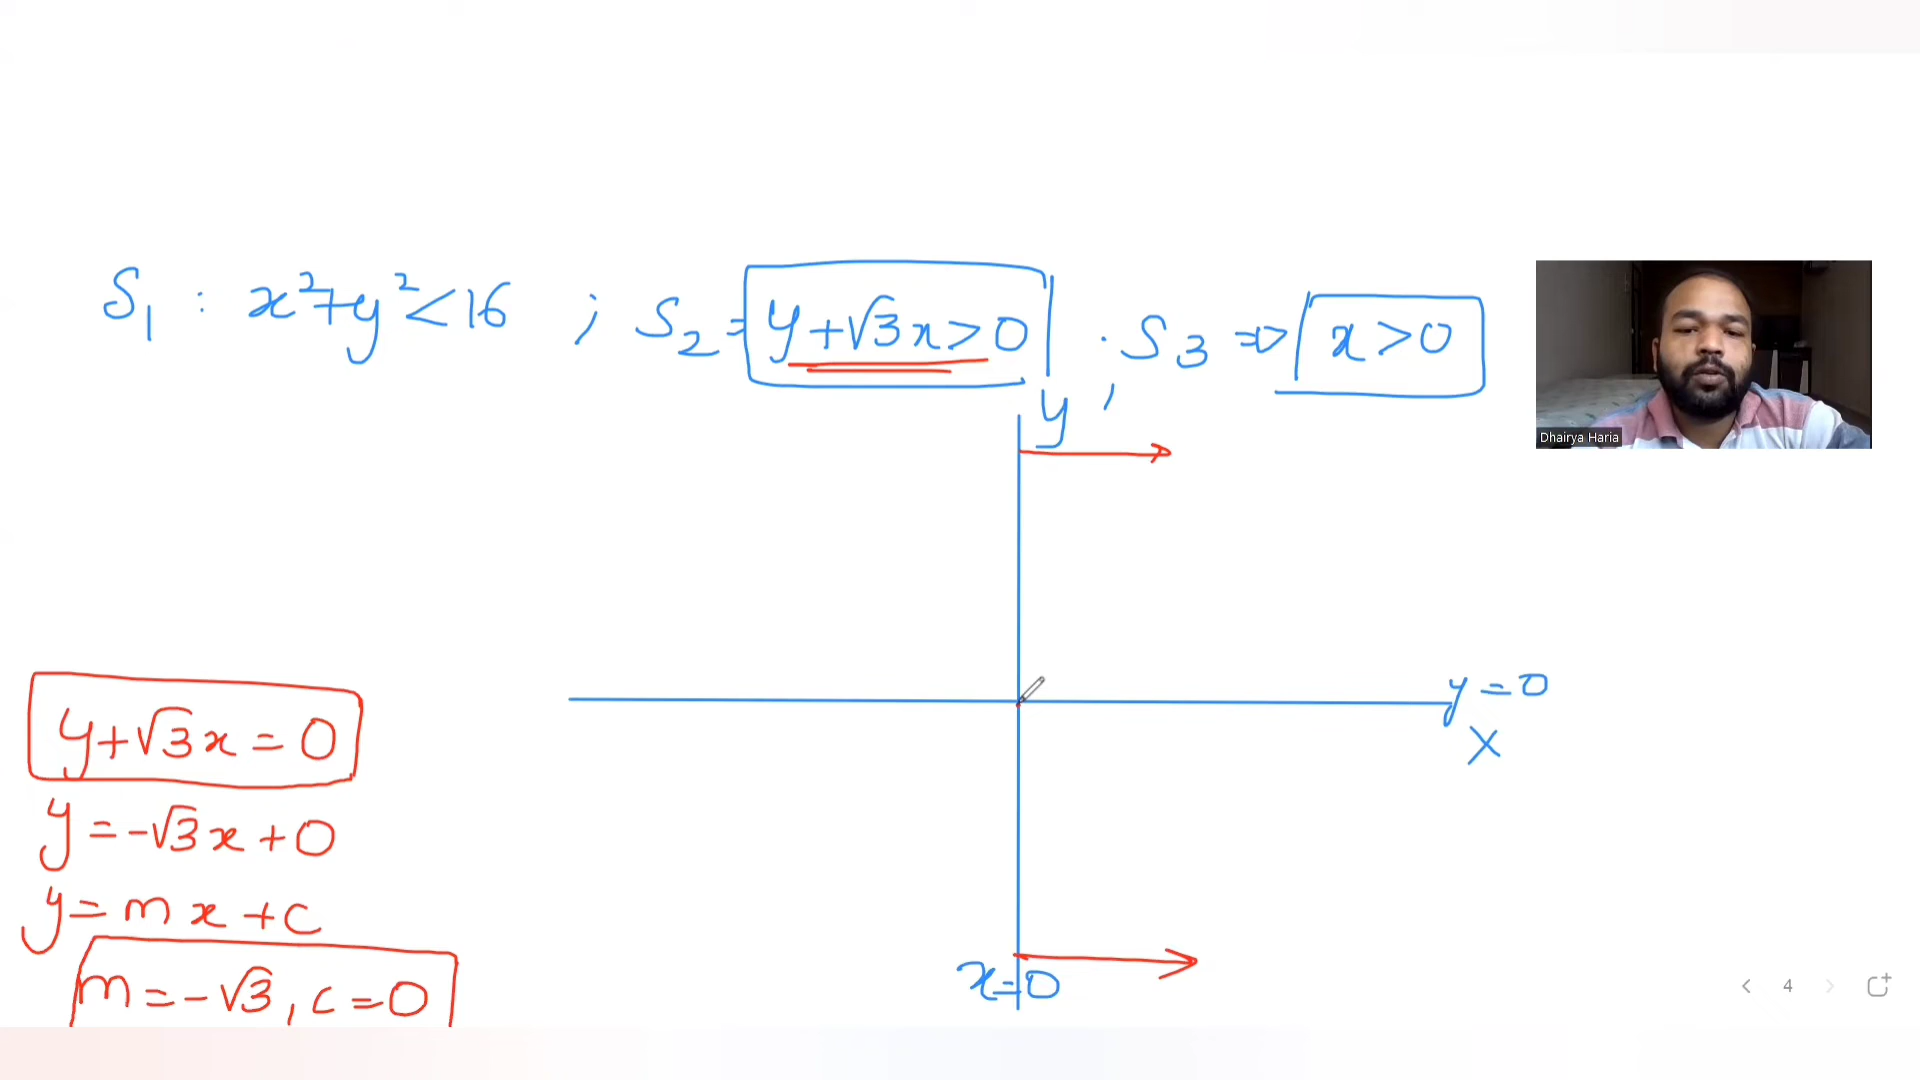 S₁ : x²+y²<16 ; S₂ = y+√3x>0 , S₃ ⇒ x>0
y
Dhairya Haria
y=0
X
y+√3x=0
y=-√3x+0
y=mx+c
m=-√3, c=0
x=0
< 4 >